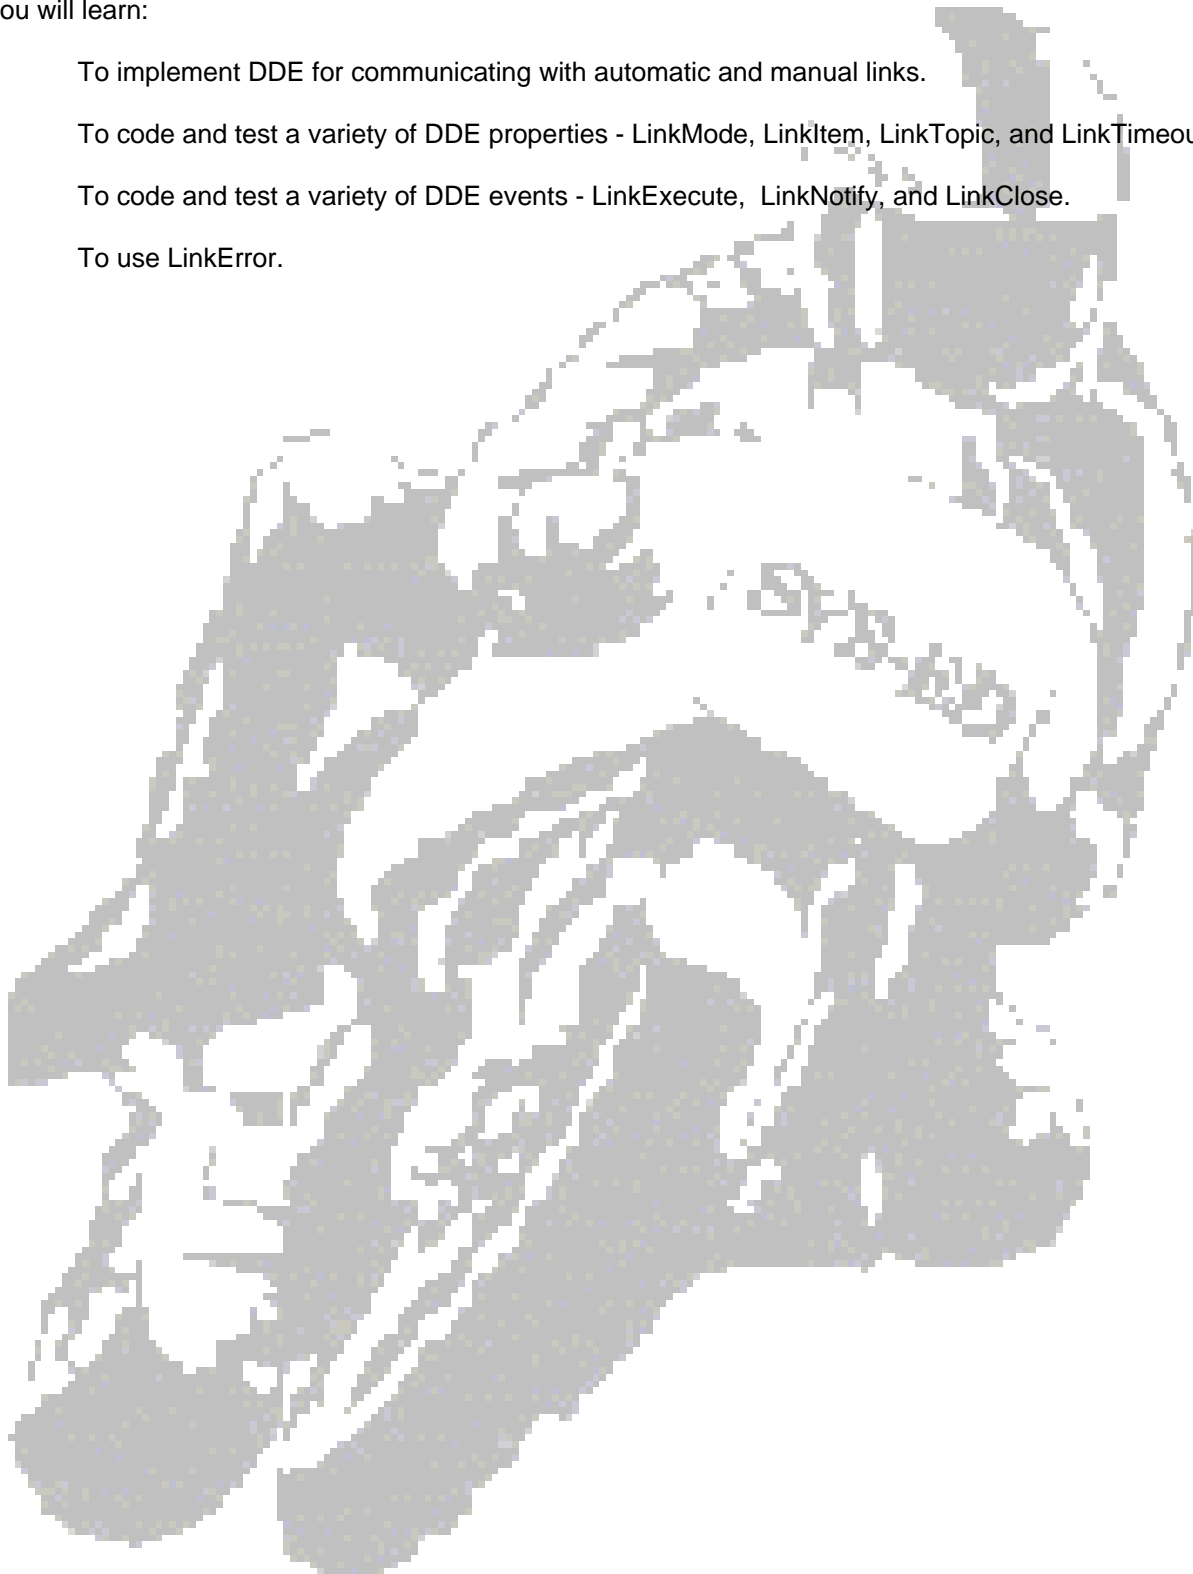 ou will learn:
To implement DDE for communicating with automatic and manual links.
To code and test a variety of DDE properties - LinkMode, LinkItem, LinkTopic, and LinkTimeou
To code and test a variety of DDE events - LinkExecute,  LinkNotify, and LinkClose.
To use LinkError.
SYS-ED